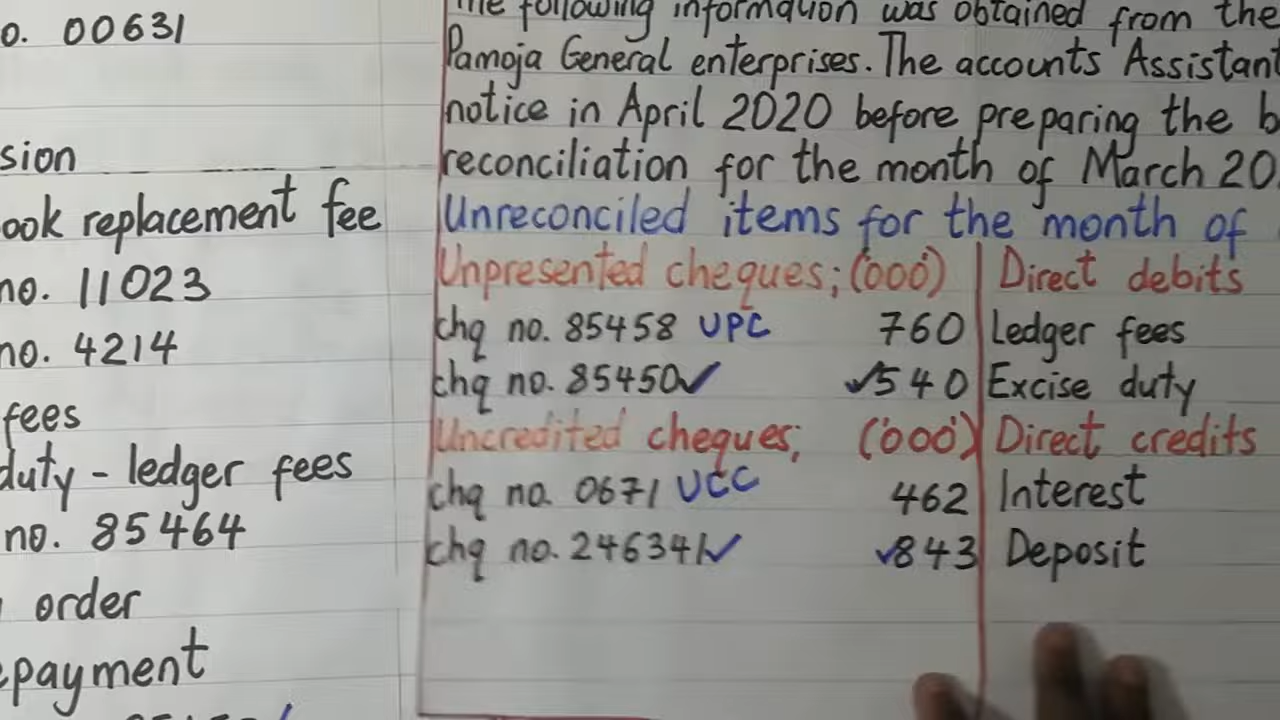 o. 00631
sion
ook replacement fee
no. 11023
no. 4214
fees
duty - ledger fees
no. 85464
order
payment
The following information was obtained from the
Pamoja General enterprises. The accounts Assistant
notice in April 2020 before preparing the b
reconciliation for the month of March 20
Unreconciled items for the month of
Unpresented cheques; (000) Direct debits
chq no. 85458 UPC 760 Ledger fees
chq no. 85450✓ ✓540 Excise duty
Uncredited cheques; (000) Direct credits
chq no. 0671 UCC 462 Interest
chq no. 246341✓ ✓843 Deposit